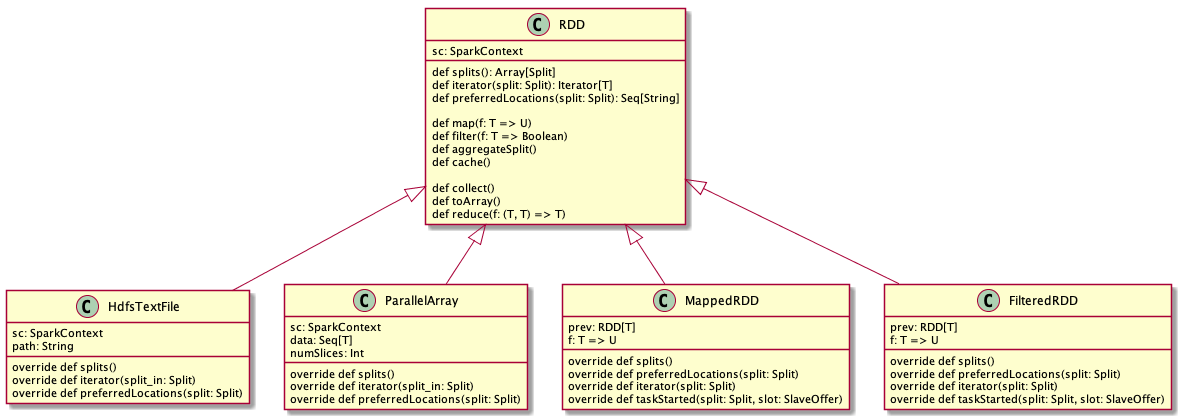 C RDD
sc: SparkContext
def splits(): Array[Split]
def iterator(split: Split): Iterator[T]
def preferredLocations(split: Split): Seq[String]
def map(f: T => U)
def filter(f: T => Boolean)
def aggregateSplit()
def cache()
def collect()
def toArray()
def reduce(f: (T, T) => T)
C HdfsTextFile
sc: SparkContext
path: String
override def splits()
override def iterator(split_in: Split)
override def preferredLocations(split: Split)
C ParallelArray
sc: SparkContext
data: Seq[T]
numSlices: Int
override def splits()
override def iterator(split_in: Split)
override def preferredLocations(split: Split)
C MappedRDD
prev: RDD[T]
f: T => U
override def splits()
override def preferredLocations(split: Split)
override def iterator(split: Split)
override def taskStarted(split: Split, slot: SlaveOffer)
C FilteredRDD
prev: RDD[T]
f: T => U
override def splits()
override def preferredLocations(split: Split)
override def iterator(split: Split)
override def taskStarted(split: Split, slot: SlaveOffer)